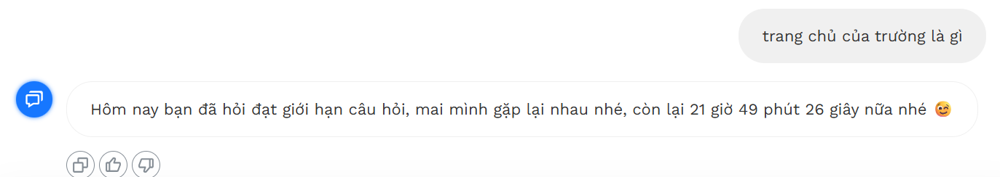 trang chủ của trường là gì
Hôm nay bạn đã hỏi đạt giới hạn câu hỏi, mai mình gặp lại nhau nhé, còn lại 21 giờ 49 phút 26 giây nữa nhé 😉